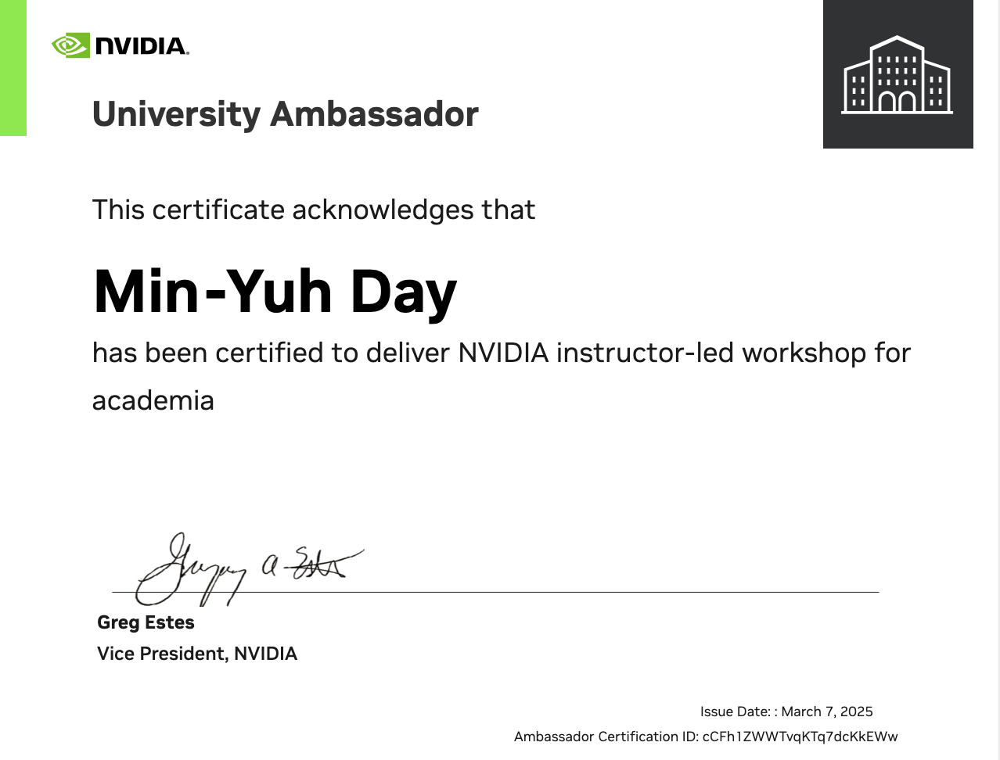 NVIDIA.
University Ambassador
This certificate acknowledges that
Min-Yuh Day
has been certified to deliver NVIDIA instructor-led workshop for
academia
Greg Estes
Vice President, NVIDIA
Issue Date: : March 7, 2025
Ambassador Certification ID: cCFh1ZWWTvqKTq7dcKkEWw